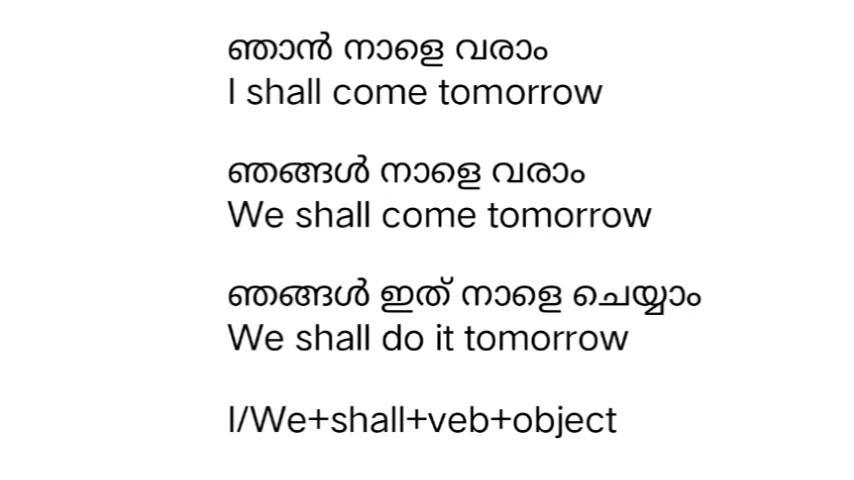 ഞാൻ നാളെ വരാം
I shall come tomorrow
ഞങ്ങൾ നാളെ വരാം
We shall come tomorrow
ഞങ്ങൾ ഇത് നാളെ ചെയ്യാം
We shall do it tomorrow
I/We+shall+veb+object